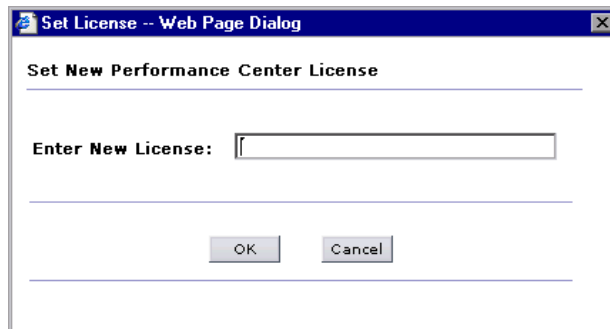 Set License -- Web Page Dialog
Set New Performance Center License
Enter New License:
OK Cancel